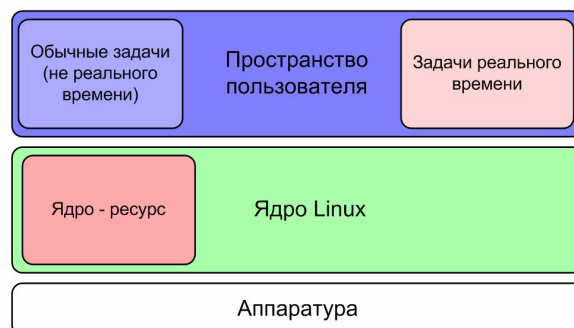 Обычные задачи
(не реального
времени)
Пространство
пользователя
Задачи реального
времени
Ядро - ресурс
Ядро Linux
Аппаратура